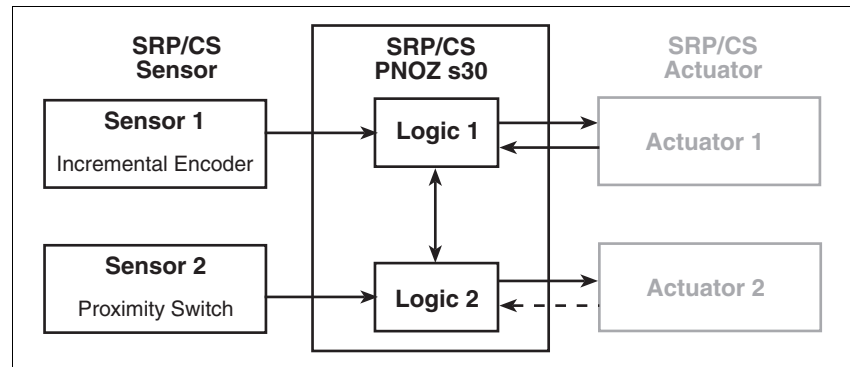 SRP/CS
Sensor
SRP/CS
PNOZ s30
SRP/CS
Actuator
Sensor 1
Incremental Encoder
Logic 1
Actuator 1
Sensor 2
Proximity Switch
Logic 2
Actuator 2